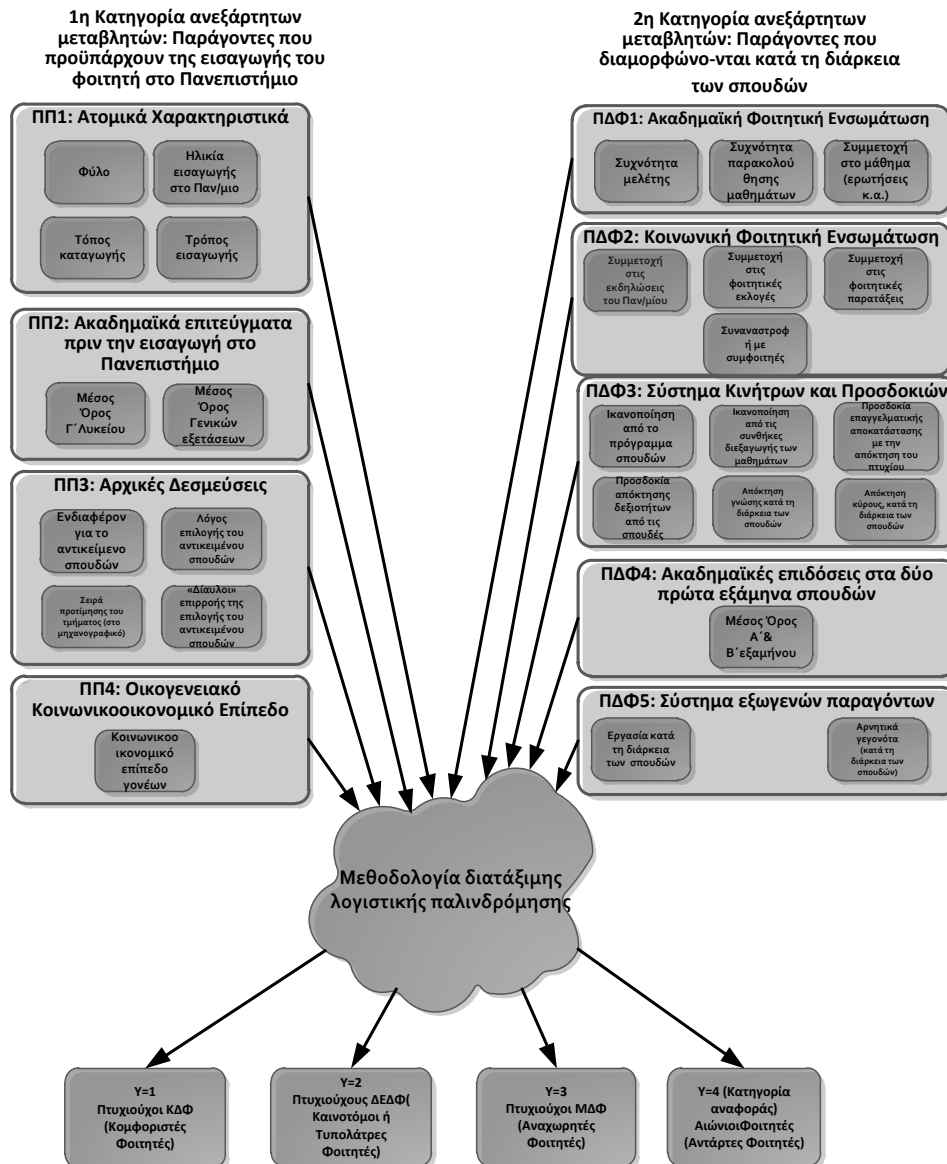 1η Κατηγορία ανεξάρτητων
μεταβλητών: Παράγοντες που
προϋπάρχουν της εισαγωγής του
φοιτητή στο Πανεπιστήμιο
ΠΠ1: Ατομικά Χαρακτηριστικά
Φύλο
Ηλικία
εισαγωγής
στο Παν/μιο
Τόπος
καταγωγής
Τρόπος
εισαγωγής
ΠΠ2: Ακαδημαϊκά επιτεύγματα
πριν την εισαγωγή στο
Πανεπιστήμιο
Μέσος
Όρος
Γ΄Λυκείου
Μέσος
Όρος
Γενικών
εξετάσεων
ΠΠ3: Αρχικές Δεσμεύσεις
Ενδιαφέρον
για το
αντικείμενο
σπουδών
Λόγος
επιλογής του
αντικειμένου
σπουδών
Σειρά
προτίμησης του
τμήματος (στο
μηχανογραφικό)
«Δίαυλοι»
επιρροής της
επιλογής του
αντικειμένου
σπουδών
ΠΠ4: Οικογενειακό
Κοινωνικοοικονομικό Επίπεδο
Κοινωνικοο
ικονομικό
επίπεδο
γονέων
2η Κατηγορία ανεξάρτητων
μεταβλητών: Παράγοντες που
διαμορφώνο-νται κατά τη διάρκεια
των σπουδών
ΠΔΦ1: Ακαδημαϊκή Φοιτητική Ενσωμάτωση
Συχνότητα
μελέτης
Συχνότητα
παρακολού
θησης
μαθημάτων
Συμμετοχή
στο μάθημα
(ερωτήσεις
κ.α.)
ΠΔΦ2: Κοινωνική Φοιτητική Ενσωμάτωση
Συμμετοχή
στις
εκδηλώσεις
του Παν/μίου
Συμμετοχή
στις
φοιτητικές
εκλογές
Συμμετοχή
στις
φοιτητικές
παρατάξεις
Συναναστροφ
ή με
συμφοιτητές
ΠΔΦ3: Σύστημα Κινήτρων και Προσδοκιών
Ικανοποίηση
από το
πρόγραμμα
σπουδών
Ικανοποίηση
από τις
συνθήκες
διεξαγωγής των
μαθημάτων
Προσδοκία
επαγγελματικής
αποκατάστασης
με την
απόκτηση του
πτυχίου
Προσδοκία
απόκτησης
δεξιοτήτων
από τις
σπουδές
Απόκτηση
γνώσης κατά τη
διάρκεια των
σπουδών
Απόκτηση
κύρους, κατά τη
διάρκεια των
σπουδών
ΠΔΦ4: Ακαδημαϊκές επιδόσεις στα δύο
πρώτα εξάμηνα σπουδών
Μέσος Όρος
Α΄&
Β΄εξαμήνου
ΠΔΦ5: Σύστημα εξωγενών παραγόντων
Εργασία κατά
τη διάρκεια
των σπουδών
Αρνητικά
γεγονότα
(κατά τη
διάρκεια των
σπουδών)
Μεθοδολογία διατάξιμης
λογιστικής παλινδρόμησης
Υ=1
Πτυχιούχοι ΚΔΦ
(Κομφοριστές
Φοιτητές)
Υ=2
Πτυχιούχους ΔΕΔΦ(
Καινοτόμοι ή
Τυπολάτρες
Φοιτητές)
Υ=3
Πτυχιούχοι ΜΔΦ
(Αναχωρητές
Φοιτητές)
Υ=4 (Κατηγορία
αναφοράς)
ΑιώνιοιΦοιτητές
(Αντάρτες Φοιτητές)